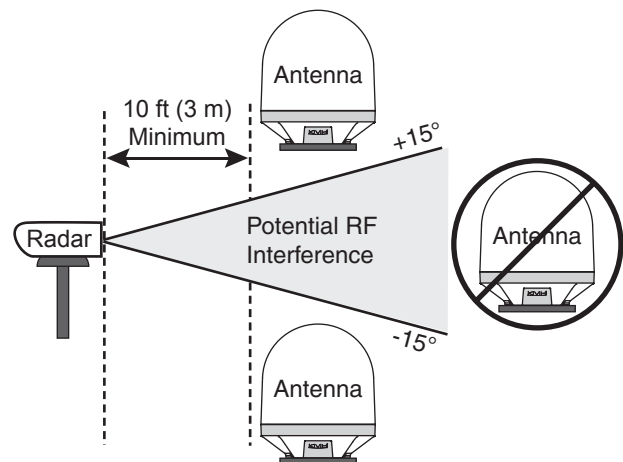 Antenna
10 ft (3 m)
Minimum
+15°
Radar
Potential RF
Interference
Antenna
-15°
Antenna